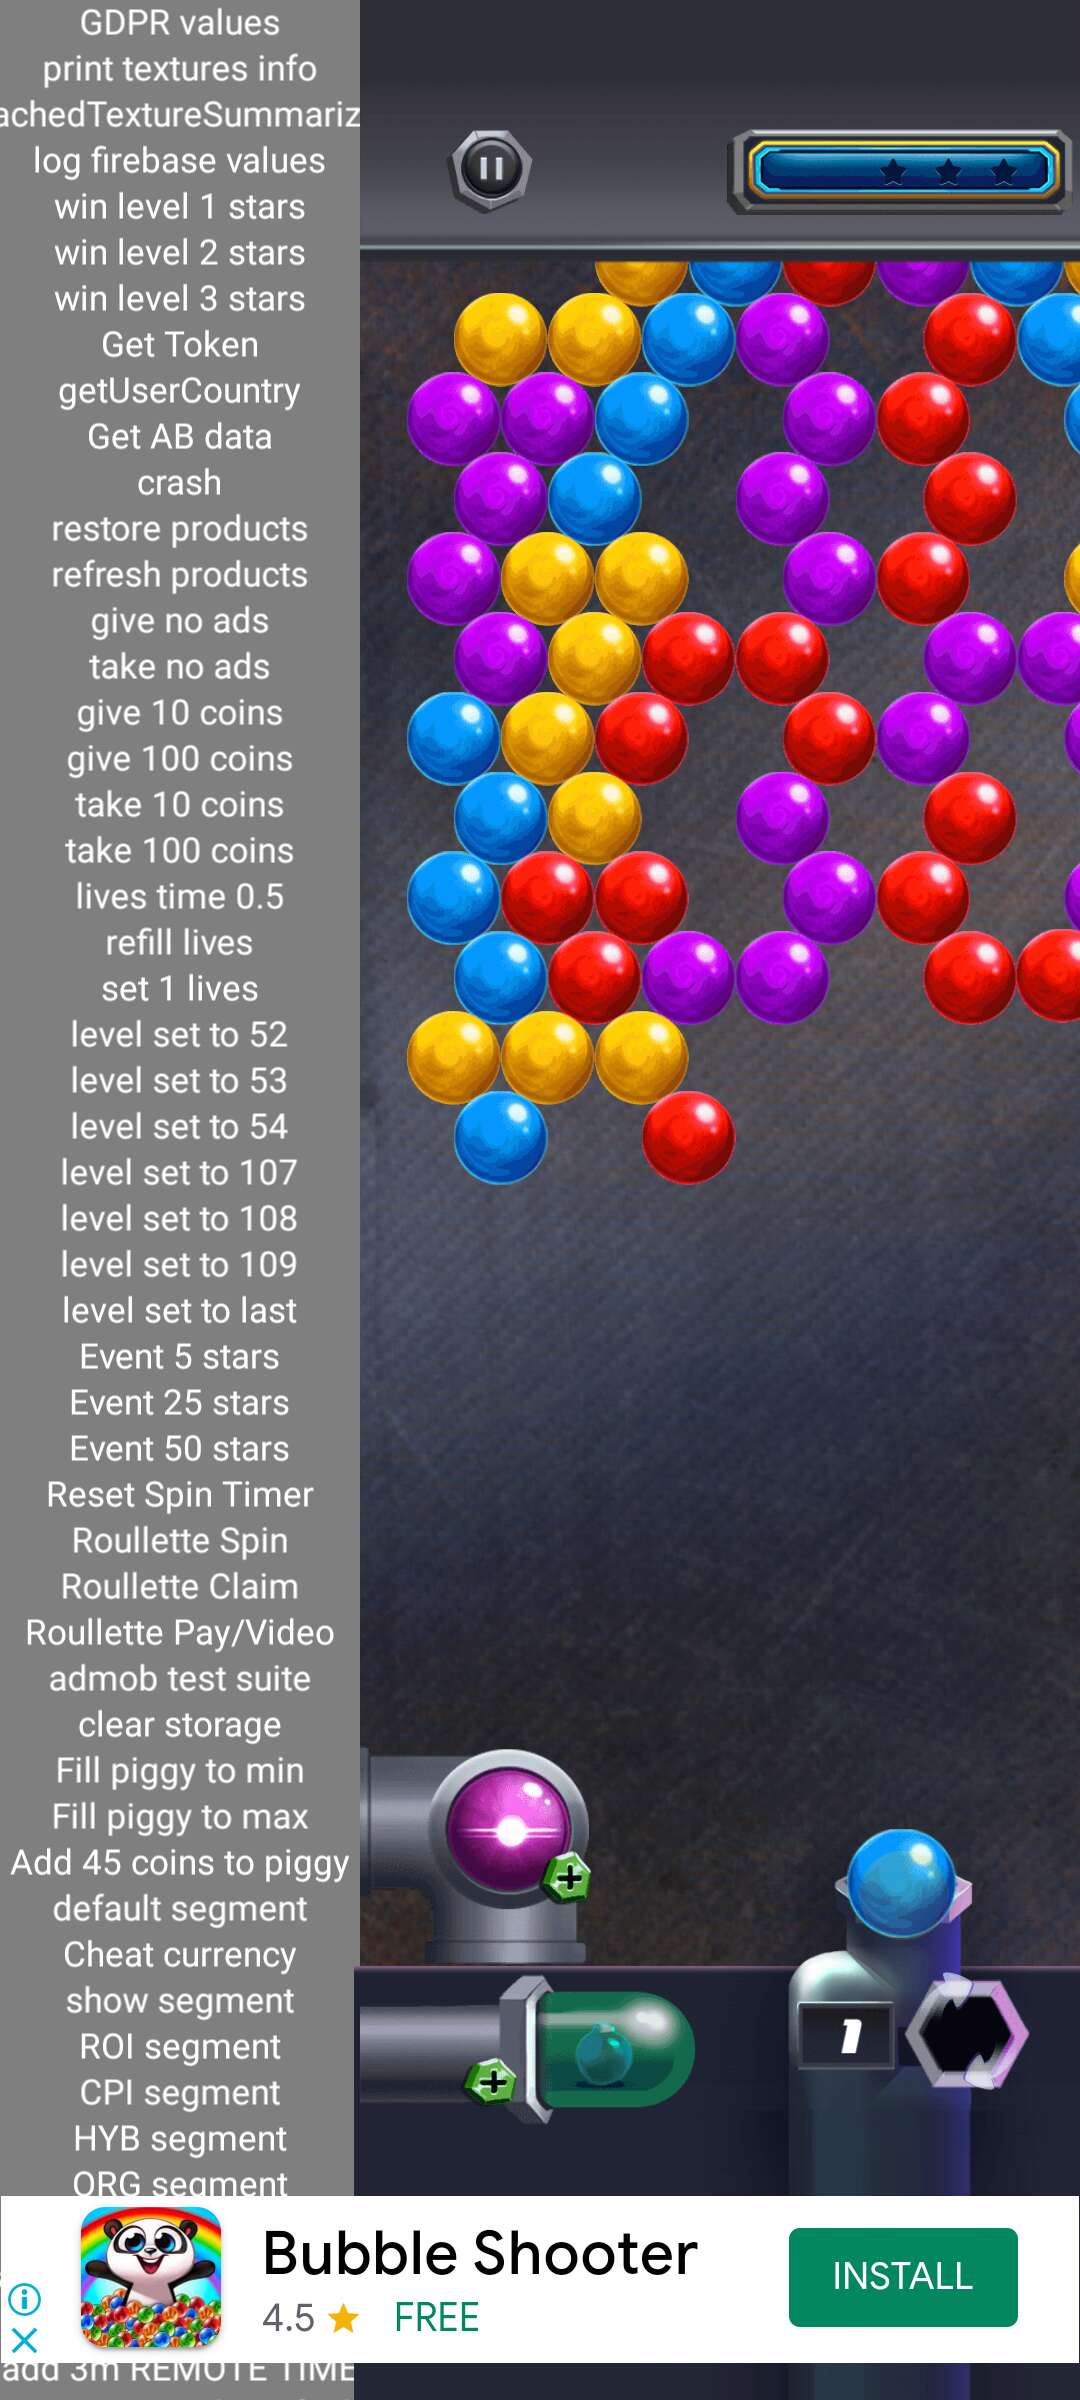 GDPR values
print textures info
achedTextureSummariz
log firebase values
win level 1 stars
win level 2 stars
win level 3 stars
Get Token
getUserCountry
Get AB data
crash
restore products
refresh products
give no ads
take no ads
give 10 coins
give 100 coins
take 10 coins
take 100 coins
lives time 0.5
refill lives
set 1 lives
level set to 52
level set to 53
level set to 54
level set to 107
level set to 108
level set to 109
level set to last
Event 5 stars
Event 25 stars
Event 50 stars
Reset Spin Timer
Roullette Spin
Roullette Claim
Roullette Pay/Video
admob test suite
clear storage
Fill piggy to min
Fill piggy to max
Add 45 coins to piggy
default segment
Cheat currency
show segment
ROI segment
CPI segment
HYB segment
ORG segment
1
Bubble Shooter
4.5 FREE
INSTALL
add 3m REMOTE TIME